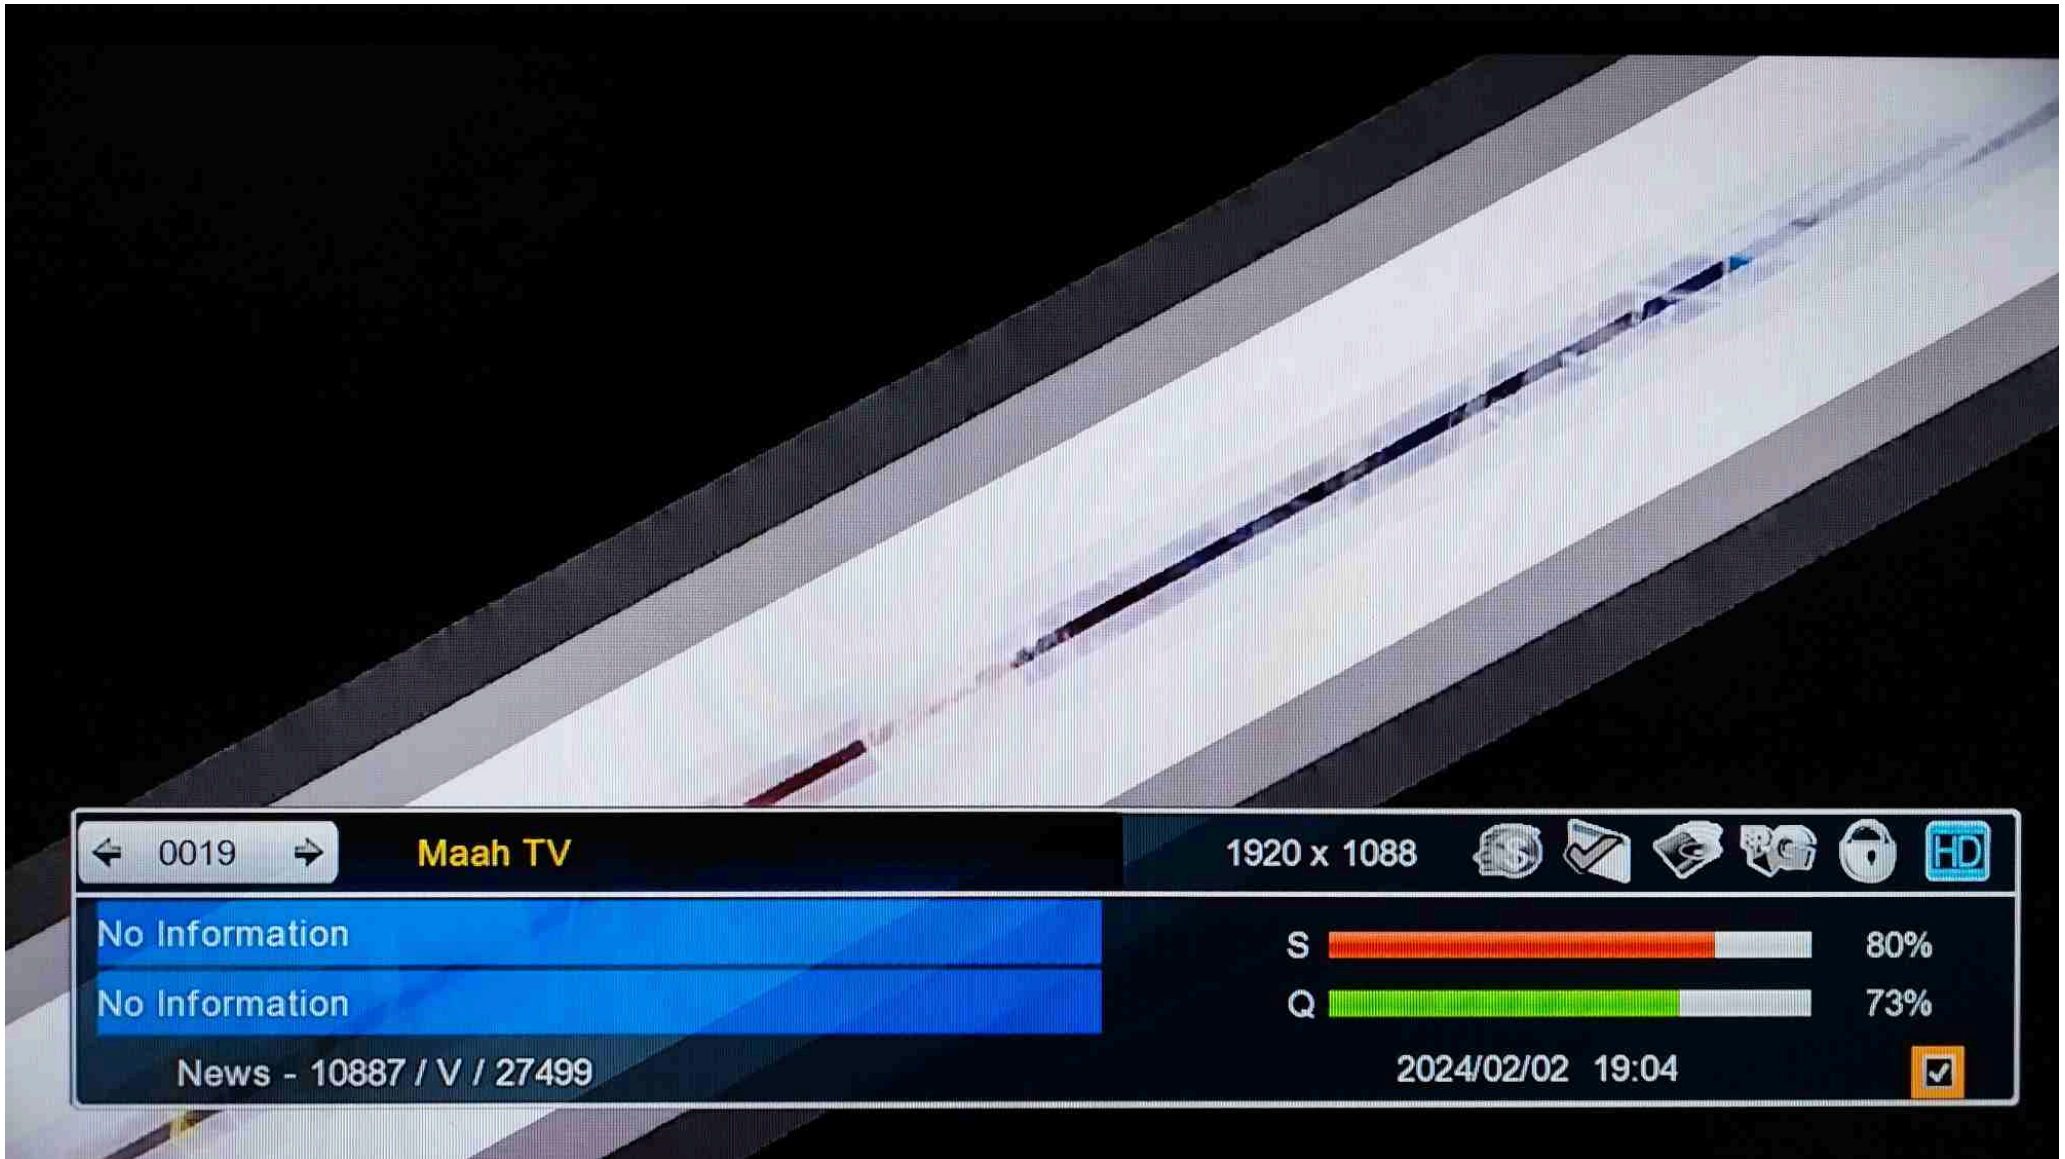 0019 Maah TV 1920 x 1088 HD
No Information
S 80%
No Information
Q 73%
News - 10887 / V / 27499
2024/02/02 19:04